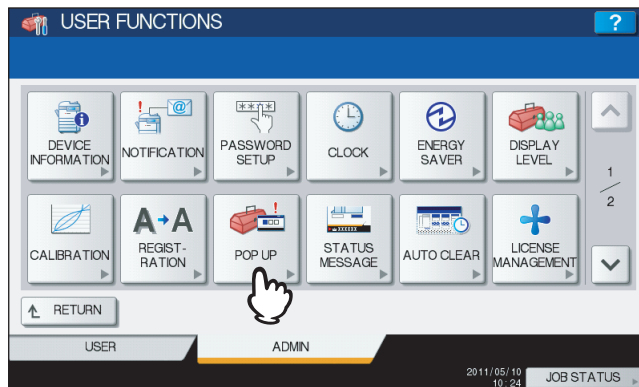 USER FUNCTIONS
?
DEVICE
INFORMATION
! @
NOTIFICATION
****
PASSWORD
SETUP
CLOCK
ENERGY
SAVER
DISPLAY
LEVEL
1
2
CALIBRATION
A A
REGIST-
RATION
!
POP UP
XXXXXX
STATUS
MESSAGE
AUTO CLEAR
LICENSE
MANAGEMENT
RETURN
USER
ADMIN
2011/05/10
10:24
JOB STATUS